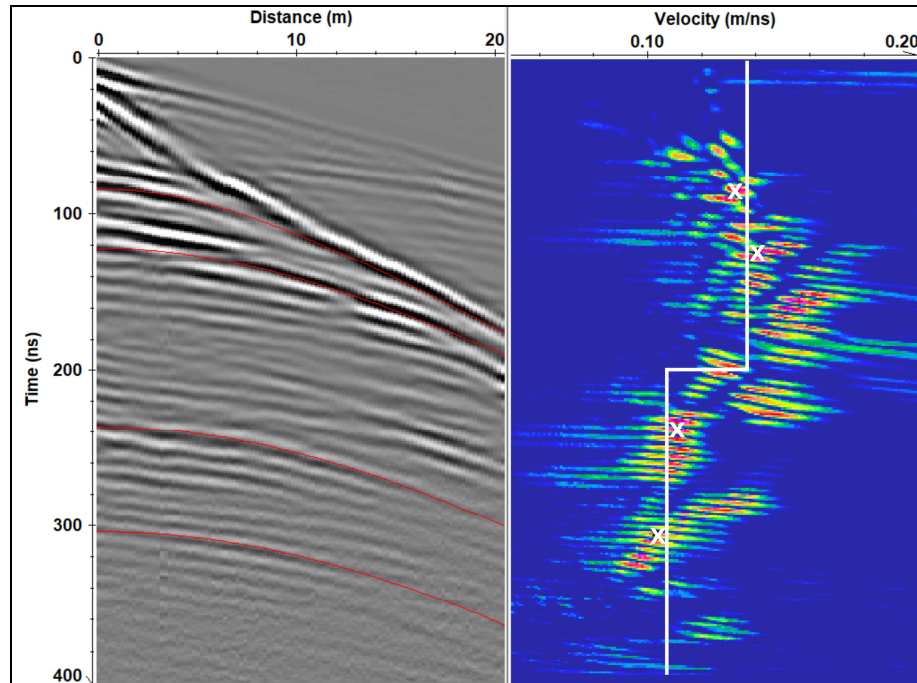 Distance (m)
0 10 20
Velocity (m/ns)
0.10 0.20
Time (ns)
0
100
200
300
400
X
X
X
X